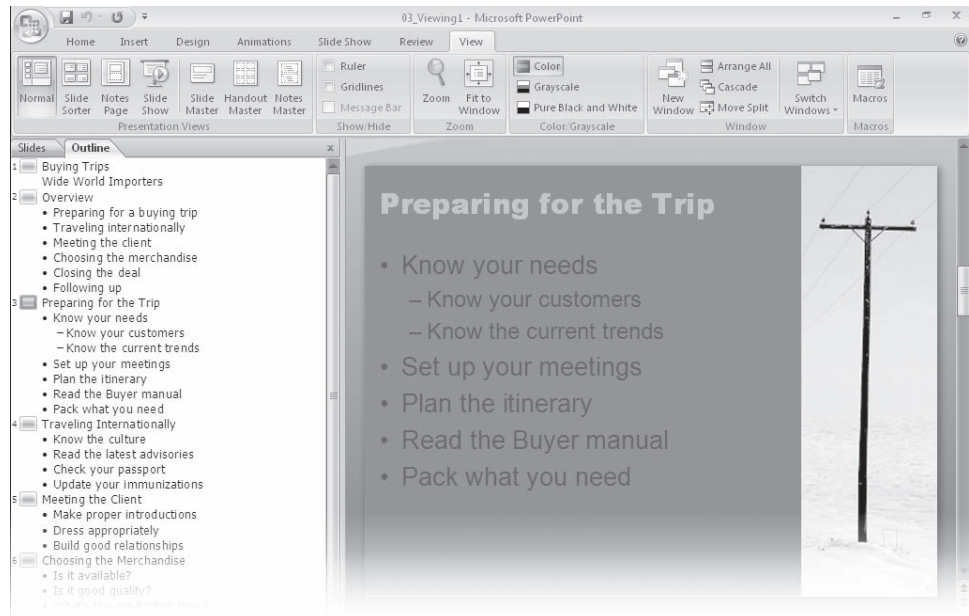 03_Viewing1 - Microsoft PowerPoint
Home Insert Design Animations Slide Show Review View
Normal
Slide Sorter
Notes Page
Slide Show
Slide Master
Handout Master
Notes Master
Presentation Views
Ruler
Gridlines
Message Bar
Show/Hide
Zoom
Fit to Window
Zoom
Color
Grayscale
Pure Black and White
Color/Grayscale
New Window
Arrange All
Cascade
Move Split
Switch Windows
Window
Macros
Macros
Slides Outline x
1 Buying Trips
Wide World Importers
2 Overview
• Preparing for a buying trip
• Traveling internationally
• Meeting the client
• Choosing the merchandise
• Closing the deal
• Following up
3 Preparing for the Trip
• Know your needs
– Know your customers
– Know the current trends
• Set up your meetings
• Plan the itinerary
• Read the Buyer manual
• Pack what you need
4 Traveling Internationally
• Know the culture
• Read the latest advisories
• Check your passport
• Update your immunizations
5 Meeting the Client
• Make proper introductions
• Dress appropriately
• Build good relationships
6 Choosing the Merchandise
• Is it available?
• Is it good quality?
• What's the production time?
Preparing for the Trip
• Know your needs
– Know your customers
– Know the current trends
• Set up your meetings
• Plan the itinerary
• Read the Buyer manual
• Pack what you need